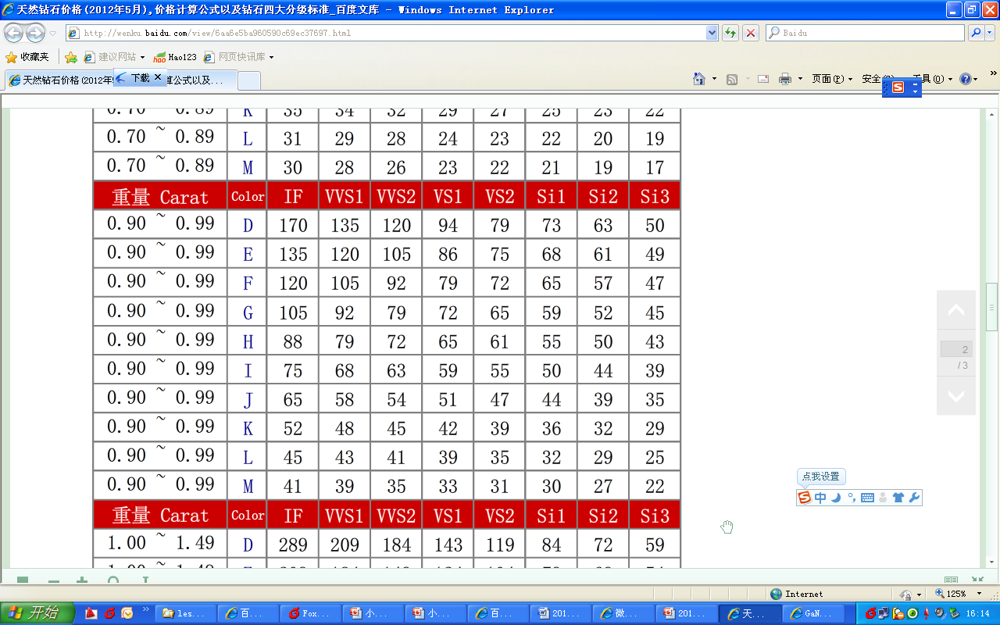 天然钻石价格(2012年5月),价格计算公式以及钻石四大分级标准_百度文库 - Windows Internet Explorer
http://wenku.baidu.com/view/6aa6e5ba960590c69ec37697.html
Baidu
收藏夹 建议网站 Hao123 网页快讯库
天然钻石价格(2012年 下载 算公式以及... 页面(P) 安全 工具(O)
0.70 ~ 0.89 K 35 34 32 29 27 25 23 22
0.70 ~ 0.89 L 31 29 28 24 23 22 20 19
0.70 ~ 0.89 M 30 28 26 23 22 21 19 17
重量 Carat Color IF VVS1 VVS2 VS1 VS2 Si1 Si2 Si3
0.90 ~ 0.99 D 170 135 120 94 79 73 63 50
0.90 ~ 0.99 E 135 120 105 86 75 68 61 49
0.90 ~ 0.99 F 120 105 92 79 72 65 57 47
0.90 ~ 0.99 G 105 92 79 72 65 59 52 45
0.90 ~ 0.99 H 88 79 72 65 61 55 50 43
0.90 ~ 0.99 I 75 68 63 59 55 50 44 39
0.90 ~ 0.99 J 65 58 54 51 47 44 39 35
0.90 ~ 0.99 K 52 48 45 42 39 36 32 29
0.90 ~ 0.99 L 45 43 41 39 35 32 29 25
0.90 ~ 0.99 M 41 39 35 33 31 30 27 22
重量 Carat Color IF VVS1 VVS2 VS1 VS2 Si1 Si2 Si3
1.00 ~ 1.49 D 289 209 184 143 119 84 72 59
2
/ 3
点我设置
中
Internet 125%
开始 les... 百... Fox... 小... 小... 百... 201... 微... 201... 天... GaN... 16:14